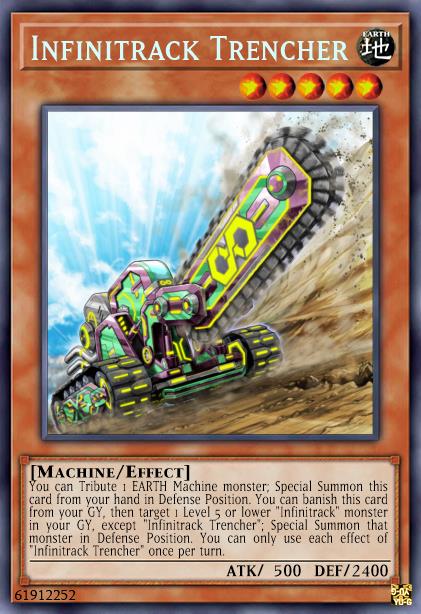 INFINITRACK TRENCHER
EARTH
地
[MACHINE/EFFECT]
You can Tribute 1 EARTH Machine monster; Special Summon this
card from your hand in Defense Position. You can banish this card
from your GY, then target 1 Level 5 or lower "Infinitrack" monster
in your GY, except "Infinitrack Trencher"; Special Summon that
monster in Defense Position. You can only use each effect of
"Infinitrack Trencher" once per turn.
ATK/ 500 DEF/2400
61912252